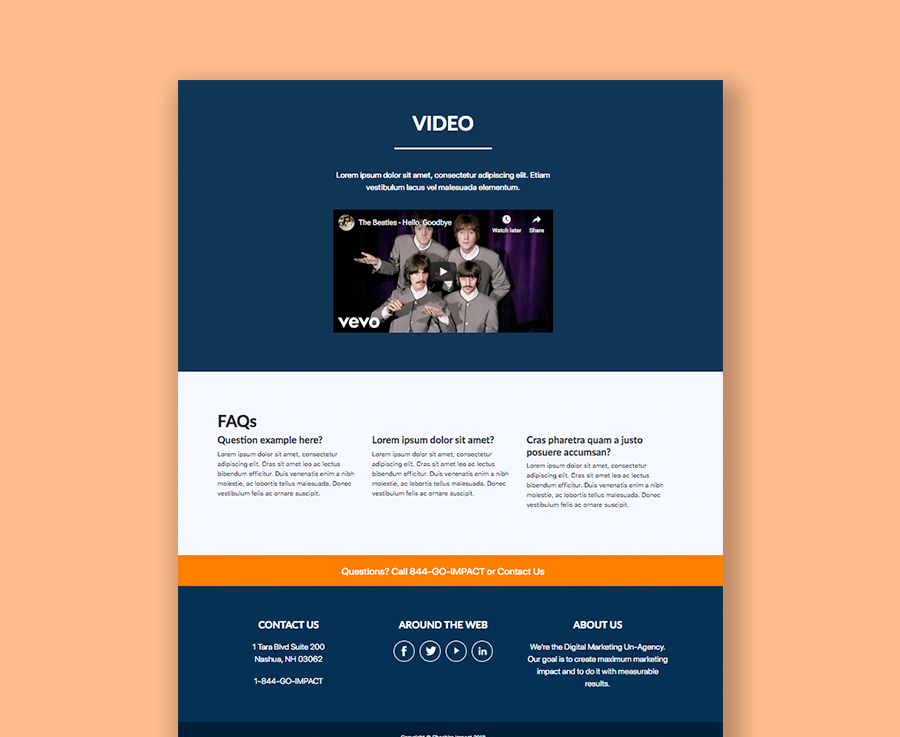 VIDEO
Lorem ipsum dolor sit amet, consectetur adipiscing elit. Etiam
vestibulum lacus vel malesuada elementum.
The Beatles - Hello, Goodbye
Watch later
Share
vevo
FAQs
Question example here?
Lorem ipsum dolor sit amet, consectetur
adipiscing elit. Cras sit amet leo ac lectus
bibendum efficitur. Duis venenatis enim a nibh
molestie, ac lobortis tellus malesuada. Donec
vestibulum felis ac ornare suscipit.
Lorem ipsum dolor sit amet?
Lorem ipsum dolor sit amet, consectetur
adipiscing elit. Cras sit amet leo ac lectus
bibendum efficitur. Duis venenatis enim a nibh
molestie, ac lobortis tellus malesuada. Donec
vestibulum felis ac ornare suscipit.
Cras pharetra quam a justo
posuere accumsan?
Lorem ipsum dolor sit amet, consectetur
adipiscing elit. Cras sit amet leo ac lectus
bibendum efficitur. Duis venenatis enim a nibh
molestie, ac lobortis tellus malesuada. Donec
vestibulum felis ac ornare suscipit.
Questions? Call 844-GO-IMPACT or Contact Us
CONTACT US
1 Tara Blvd Suite 200
Nashua, NH 03062
1-844-GO-IMPACT
AROUND THE WEB
f
in
ABOUT US
We're the Digital Marketing Un-Agency.
Our goal is to create maximum marketing
impact and to do it with measurable
results.